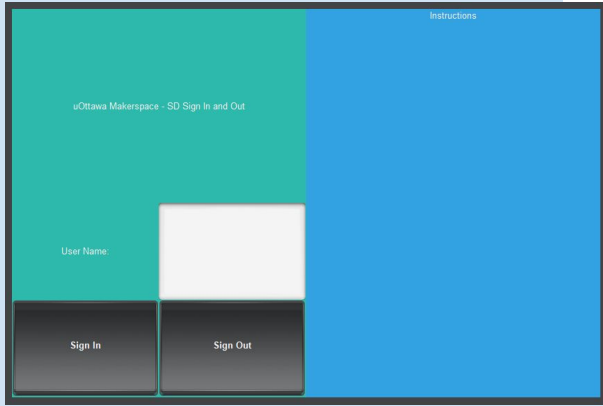 Instructions
uOttawa Makerspace - SD Sign In and Out
User Name:
Sign In
Sign Out